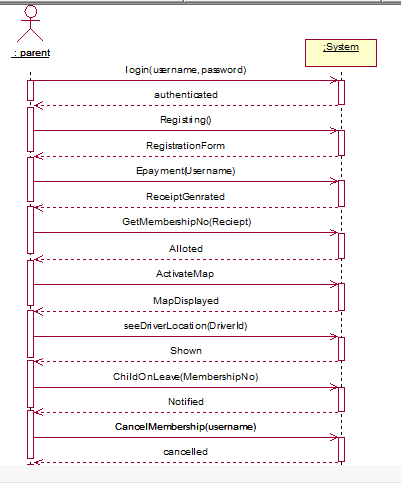 : parent
:System
login(username, password)
authenticated
Registring()
RegistrationForm
Epayment(Username)
ReceiptGenrated
GetMembershipNo(Reciept)
Alloted
ActivateMap
MapDisplayed
seeDriverLocation(DriverId)
Shown
ChildOnLeave(MembershipNo)
Notified
CancelMembership(username)
cancelled